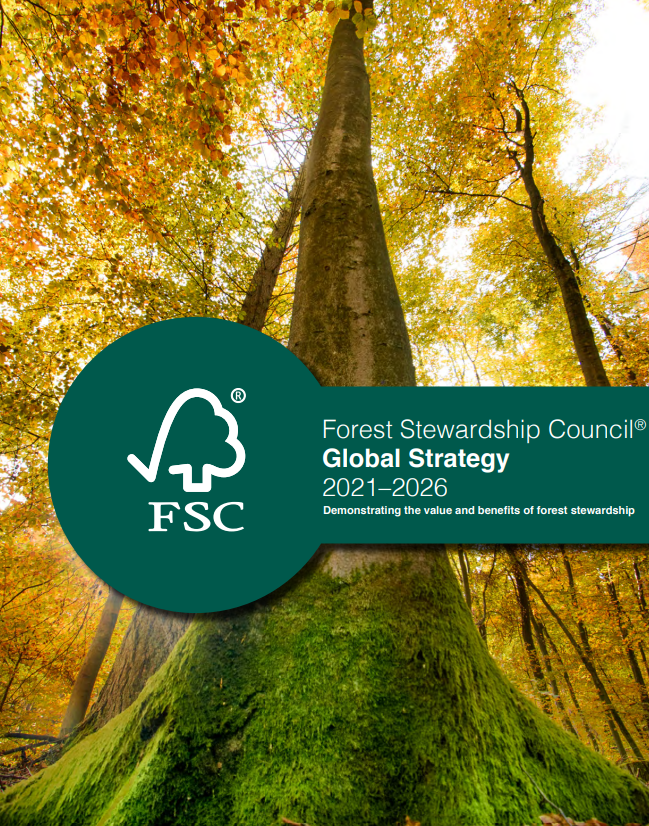 ®
FSC
Forest Stewardship Council®
Global Strategy
2021–2026
Demonstrating the value and benefits of forest stewardship